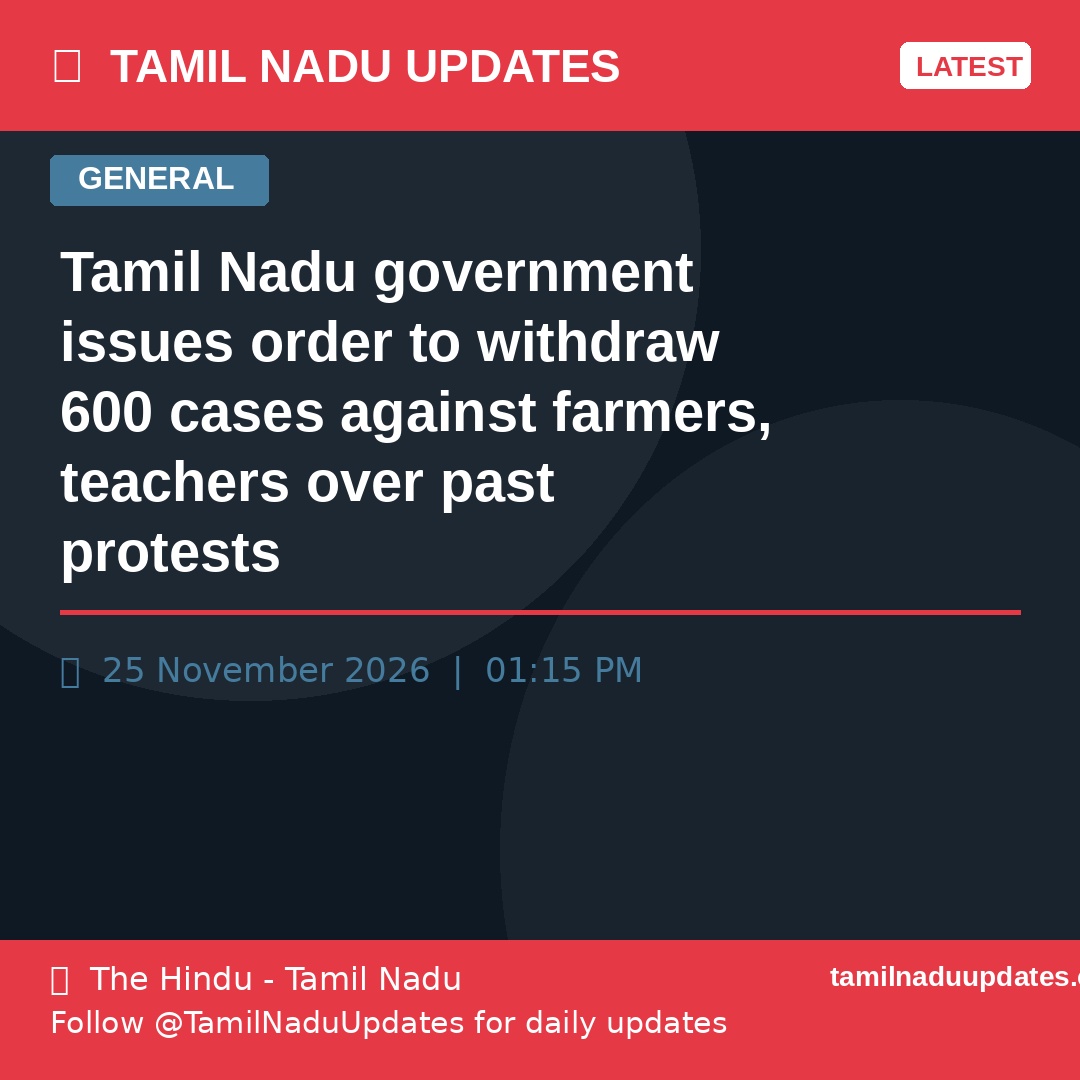 TAMIL NADU UPDATES
LATEST
GENERAL
Tamil Nadu government
issues order to withdraw
600 cases against farmers,
teachers over past
protests
25 November 2026 | 01:15 PM
The Hindu - Tamil Nadu
tamilnaduupdates.
Follow @TamilNaduUpdates for daily updates